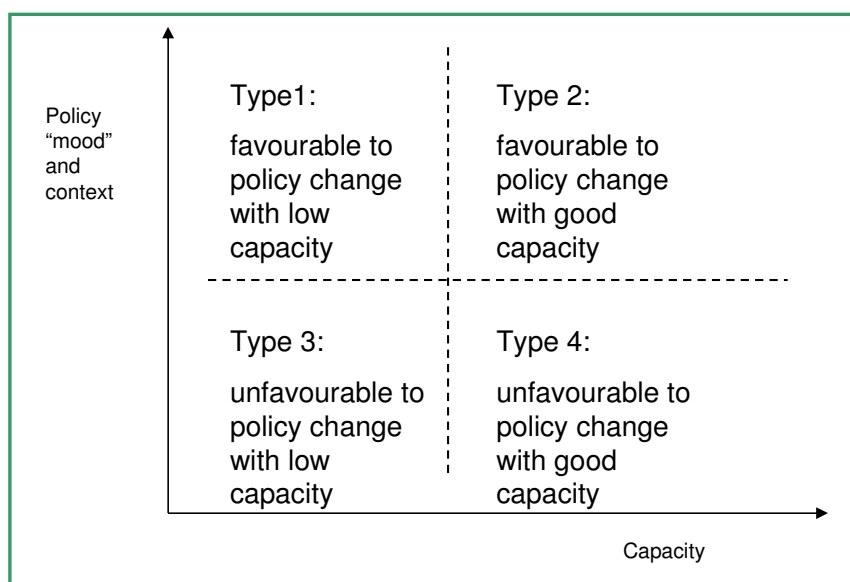 Policy
“mood”
and
context
Type1:
favourable to
policy change
with low
capacity
Type 2:
favourable to
policy change
with good
capacity
Type 3:
unfavourable to
policy change
with low
capacity
Type 4:
unfavourable to
policy change
with good
capacity
Capacity